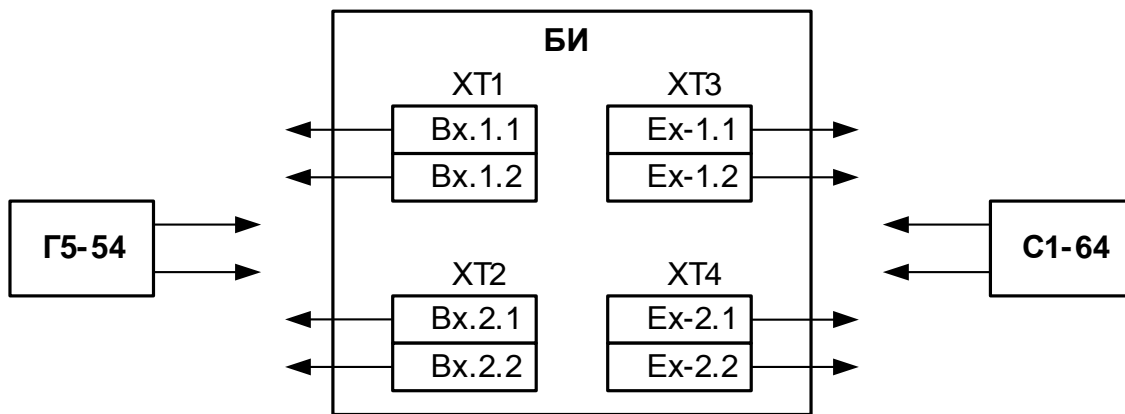 БИ
XT1
XT3
Вх.1.1
Ех-1.1
Вх.1.2
Ех-1.2
Г5-54
С1-64
XT2
XT4
Вх.2.1
Ех-2.1
Вх.2.2
Ех-2.2